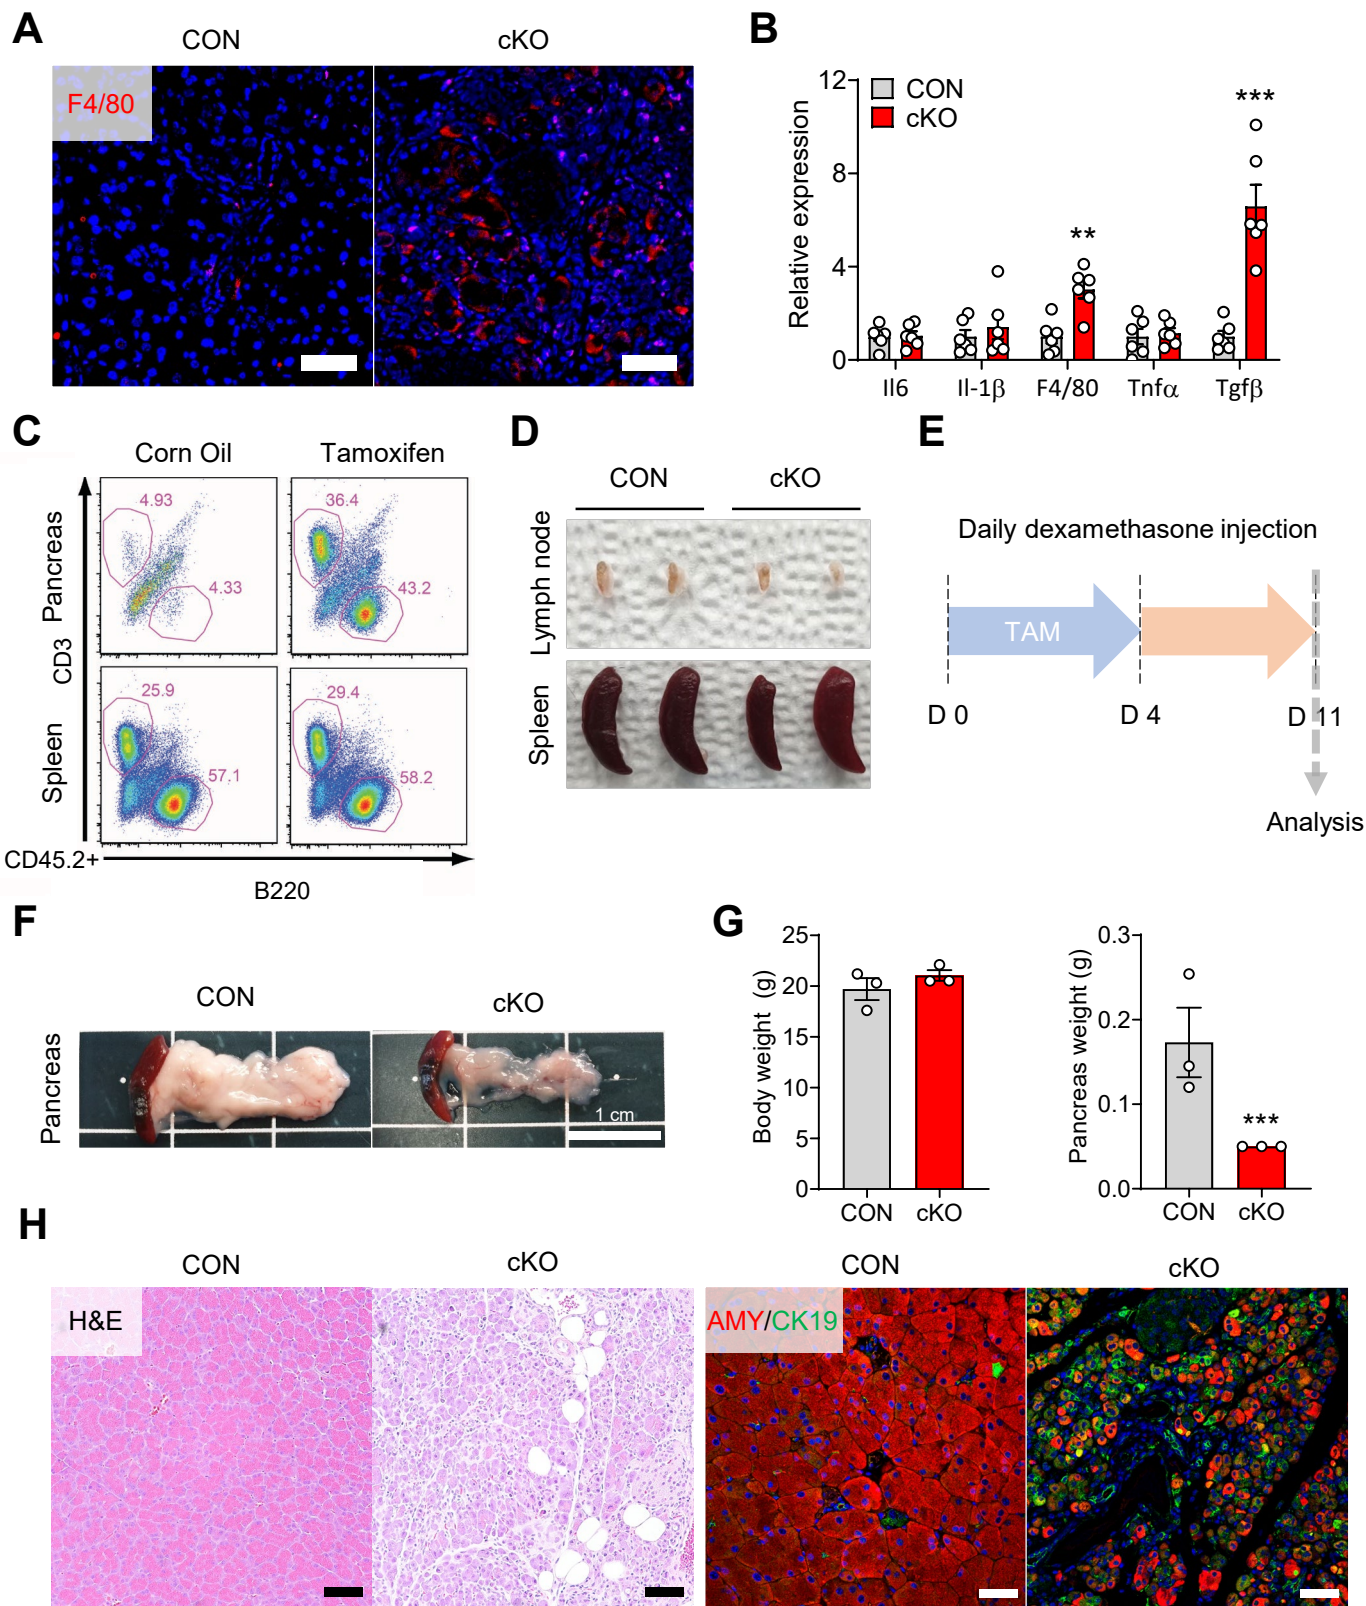 A
CON
cKO
F4/80
B
12
8
4
0
Relative expression
CON
cKO
**
***
Il6
Il-1β
F4/80
Tnfα
Tgfβ
C
Corn Oil
Tamoxifen
Pancreas
4.93
4.33
36.4
43.2
CD3
Spleen
25.9
57.1
29.4
58.2
CD45.2+
B220
D
CON
cKO
Lymph node
Spleen
E
Daily dexamethasone injection
TAM
D 0
D 4
D 11
Analysis
F
CON
cKO
Pancreas
1 cm
G
25
20
15
10
5
0
Body weight (g)
CON
cKO
0.3
0.2
0.1
0.0
Pancreas weight (g)
***
CON
cKO
H
CON
cKO
CON
cKO
H&E
AMY/CK19